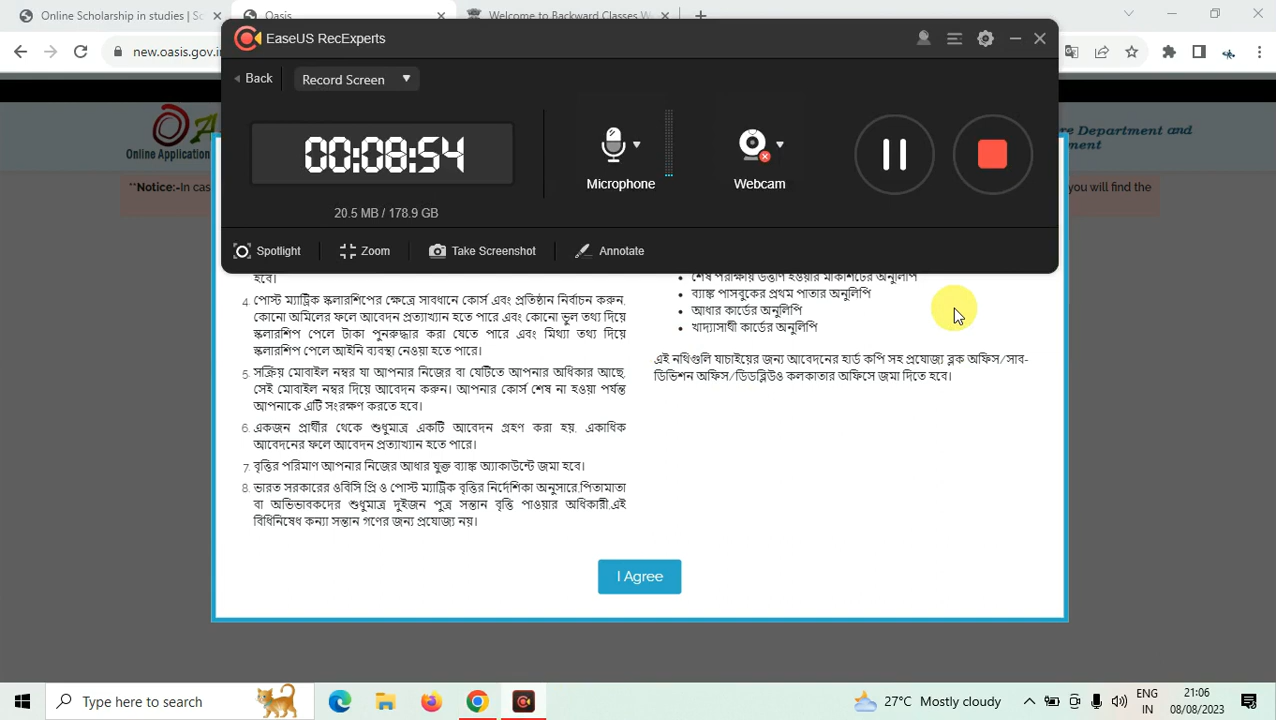 Online School in
Oasis
Welcome to Backward Classes W
EaseUS RecExperts
new.oasis.gov.in
Back
Record Screen
00:08:54
20.5 MB / 178.9 GB
Microphone
Webcam
Spotlight
Zoom
Take Screenshot
Annotate
Online Application
re Department and
ment
**Notice:-In cas
you will find the
হবে।
4. পোস্ট ম্যাট্রিক স্কলারশিপের ক্ষেত্রে সাবধানে কোর্স এবং প্রতিষ্ঠান নির্বাচন করুন,
কোনো অমিলের ফলে আবেদন প্রত্যাখ্যান হতে পারে এবং কোনো ভুল তথ্য দিয়ে
স্কলারশিপ পেলে টাকা পুনরুদ্ধার করা যেতে পারে এবং মিথ্যা তথ্য দিয়ে
স্কলারশিপ পেলে আইনি ব্যবস্থা নেওয়া হতে পারে।
5. সক্রিয় মোবাইল নম্বর যা আপনার নিজের বা যেটিতে আপনার অধিকার আছে,
সেই মোবাইল নম্বর দিয়ে আবেদন করুন। আপনার কোর্স শেষ না হওয়া পর্যন্ত
আপনাকে এটি সংরক্ষণ করতে হবে।
6. একজন প্রার্থীর থেকে শুধুমাত্র একটি আবেদন গ্রহণ করা হয়, একাধিক
আবেদনের ফলে আবেদন প্রত্যাখ্যান হতে পারে।
7. বৃত্তির পরিমাণ আপনার নিজের আধার যুক্ত ব্যাঙ্ক অ্যাকাউন্টে জমা হবে।
8. ভারত সরকারের ওবিসি প্রি ও পোস্ট ম্যাট্রিক বৃত্তির নির্দেশিকা অনুসারে,পিতামাতা
বা অভিভাবকদের শুধুমাত্র দুইজন পুত্র সন্তান বৃত্তি পাওয়ার অধিকারী,এই
বিধিনিষেধ কন্যা সন্তান গণের জন্য প্রযোজ্য নয়।
শেষ পরীক্ষায় উত্তীর্ণ হওয়ার মার্কশিটের অনুলিপি
ব্যাঙ্ক পাসবুকের প্রথম পাতার অনুলিপি
আধার কার্ডের অনুলিপি
খাদ্যসাথী কার্ডের অনুলিপি
এই নথিগুলি যাচাইয়ের জন্য আবেদনের হার্ড কপি সহ প্রযোজ্য ব্লক অফিস/সাব-
ডিভিশন অফিস/ডিডব্লিউও কলকাতার অফিসে জমা দিতে হবে।
I Agree
Type here to search
27°C Mostly cloudy
ENG
IN
21:06
08/08/2023